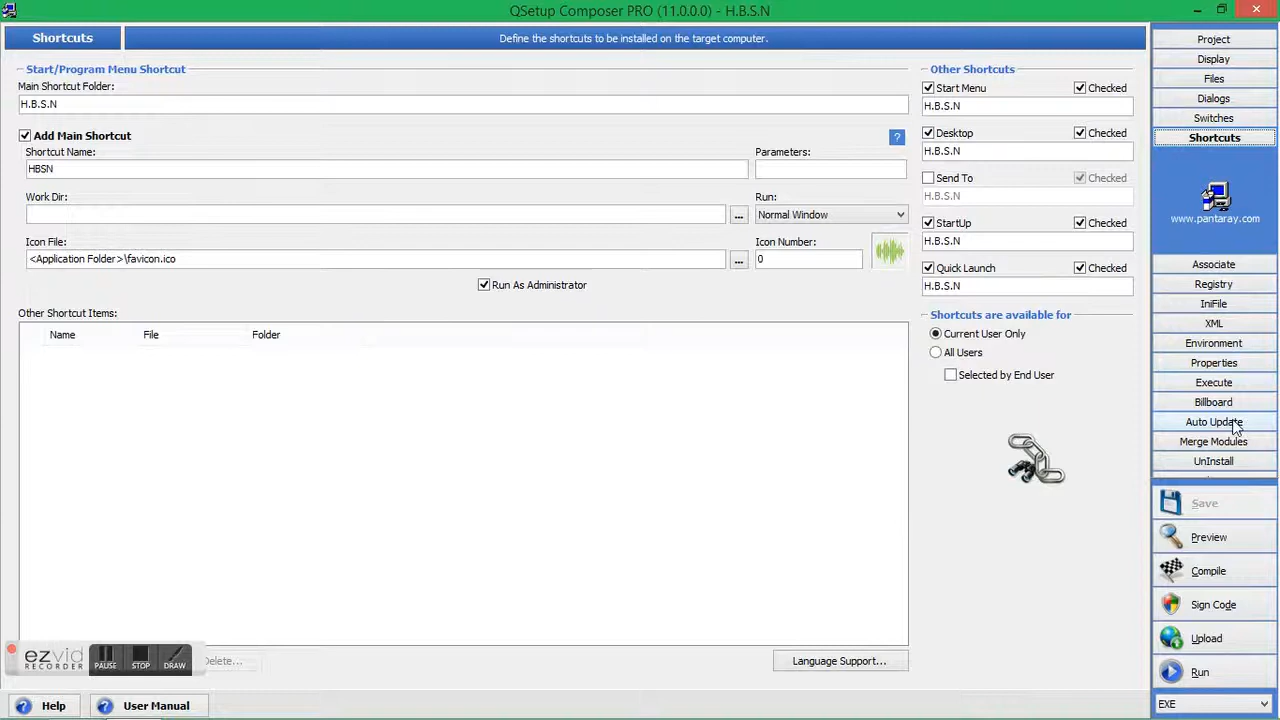 QSetup Composer PRO (11.0.0.0) - H.B.S.N
Shortcuts
Define the shortcuts to be installed on the target computer.
Start/Program Menu Shortcut
Main Shortcut Folder:
H.B.S.N
Add Main Shortcut
?
Shortcut Name:
Parameters:
HBSN
Work Dir:
Run:
...
Normal Window
Icon File:
Icon Number:
<Application Folder>\favicon.ico
...
0
Run As Administrator
Other Shortcut Items:
Name File Folder
Delete...
Language Support...
ezvid
RECORDER
PAUSE
STOP
DRAW
? Help
? User Manual
Other Shortcuts
Start Menu Checked
H.B.S.N
Desktop Checked
H.B.S.N
Send To Checked
H.B.S.N
StartUp Checked
H.B.S.N
Quick Launch Checked
H.B.S.N
Shortcuts are available for
Current User Only
All Users
Selected by End User
Project
Display
Files
Dialogs
Switches
Shortcuts
www.pantaray.com
Associate
Registry
IniFile
XML
Environment
Properties
Execute
Billboard
Auto Update
Merge Modules
UnInstall
Save
Preview
Compile
Sign Code
Upload
Run
EXE